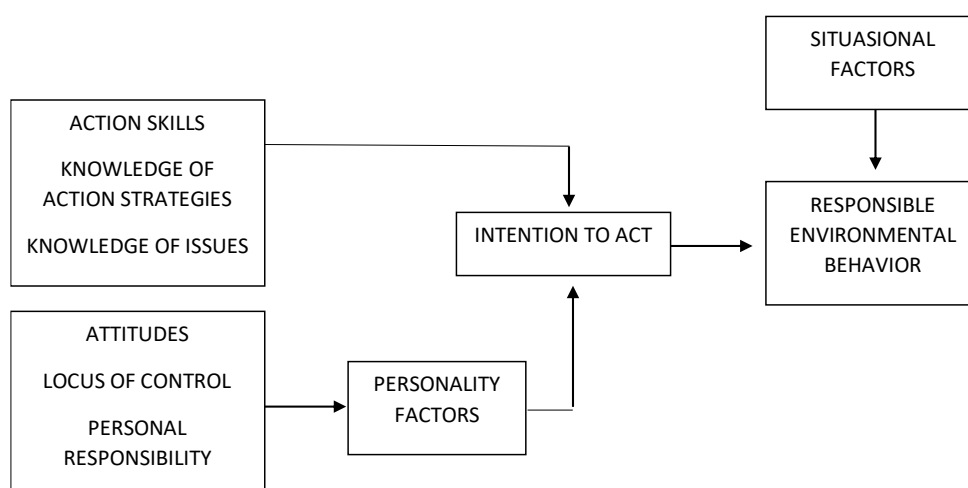 SITUASIONAL
FACTORS
ACTION SKILLS
KNOWLEDGE OF
ACTION STRATEGIES
KNOWLEDGE OF ISSUES
INTENTION TO ACT
RESPONSIBLE
ENVIRONMENTAL
BEHAVIOR
ATTITUDES
LOCUS OF CONTROL
PERSONAL
RESPONSIBILITY
PERSONALITY
FACTORS